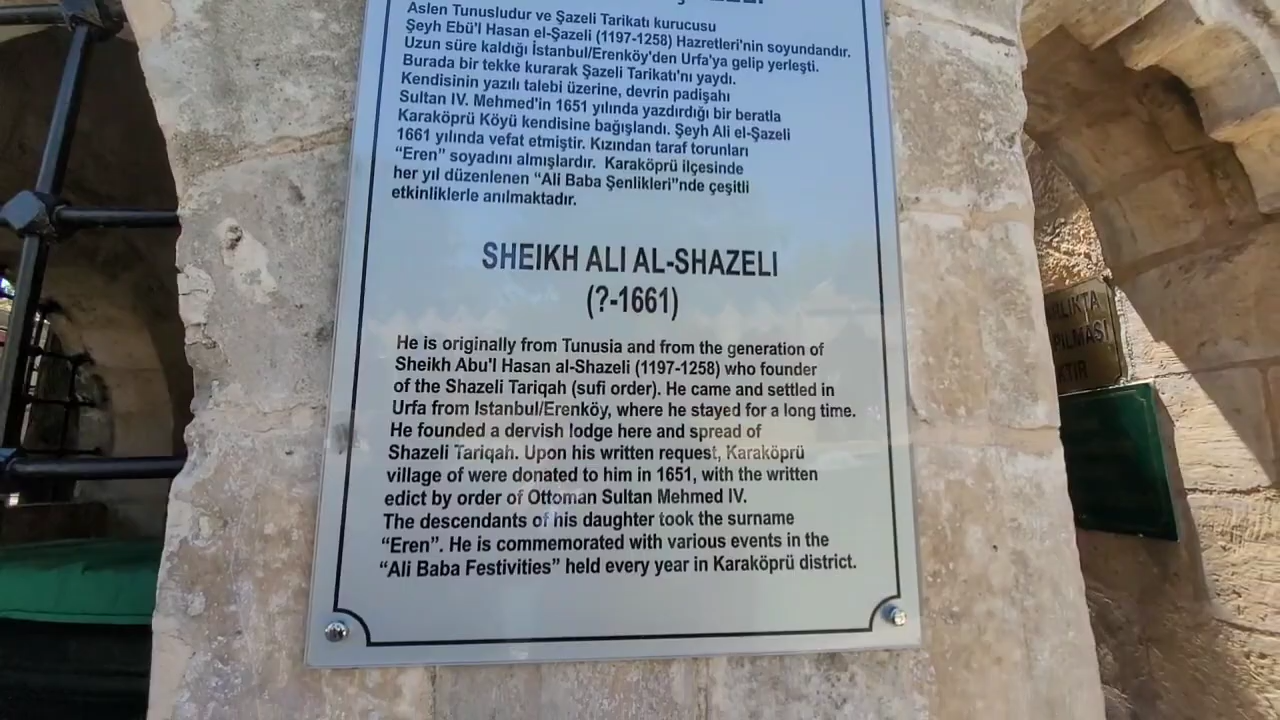 Aslen Tunusludur ve Şazeli Tarikatı kurucusu
Şeyh Ebü'l Hasan el-Şazeli (1197-1258) Hazretleri'nin soyundandır.
Uzun süre kaldığı İstanbul/Erenköy'den Urfa'ya gelip yerleşti.
Burada bir tekke kurarak Şazeli Tarikatı'nı yaydı.
Kendisinin yazılı talebi üzerine, devrin padişahı
Sultan IV. Mehmed'in 1651 yılında yazdırdığı bir beratla
Karaköprü Köyü kendisine bağışlandı. Şeyh Ali el-Şazeli
1661 yılında vefat etmiştir. Kızından taraf torunları
“Eren” soyadını almışlardır. Karaköprü ilçesinde
her yıl düzenlenen “Ali Baba Şenlikleri”nde çeşitli
etkinliklerle anılmaktadır.
SHEIKH ALI AL-SHAZELI
(?-1661)
He is originally from Tunusia and from the generation of
Sheikh Abu'l Hasan al-Shazeli (1197-1258) who founder
of the Shazeli Tariqah (sufi order). He came and settled in
Urfa from Istanbul/Erenköy, where he stayed for a long time.
He founded a dervish lodge here and spread of
Shazeli Tariqah. Upon his written request, Karaköprü
village of were donated to him in 1651, with the written
edict by order of Ottoman Sultan Mehmed IV.
The descendants of his daughter took the surname
“Eren”. He is commemorated with various events in the
“Ali Baba Festivities” held every year in Karaköprü district.